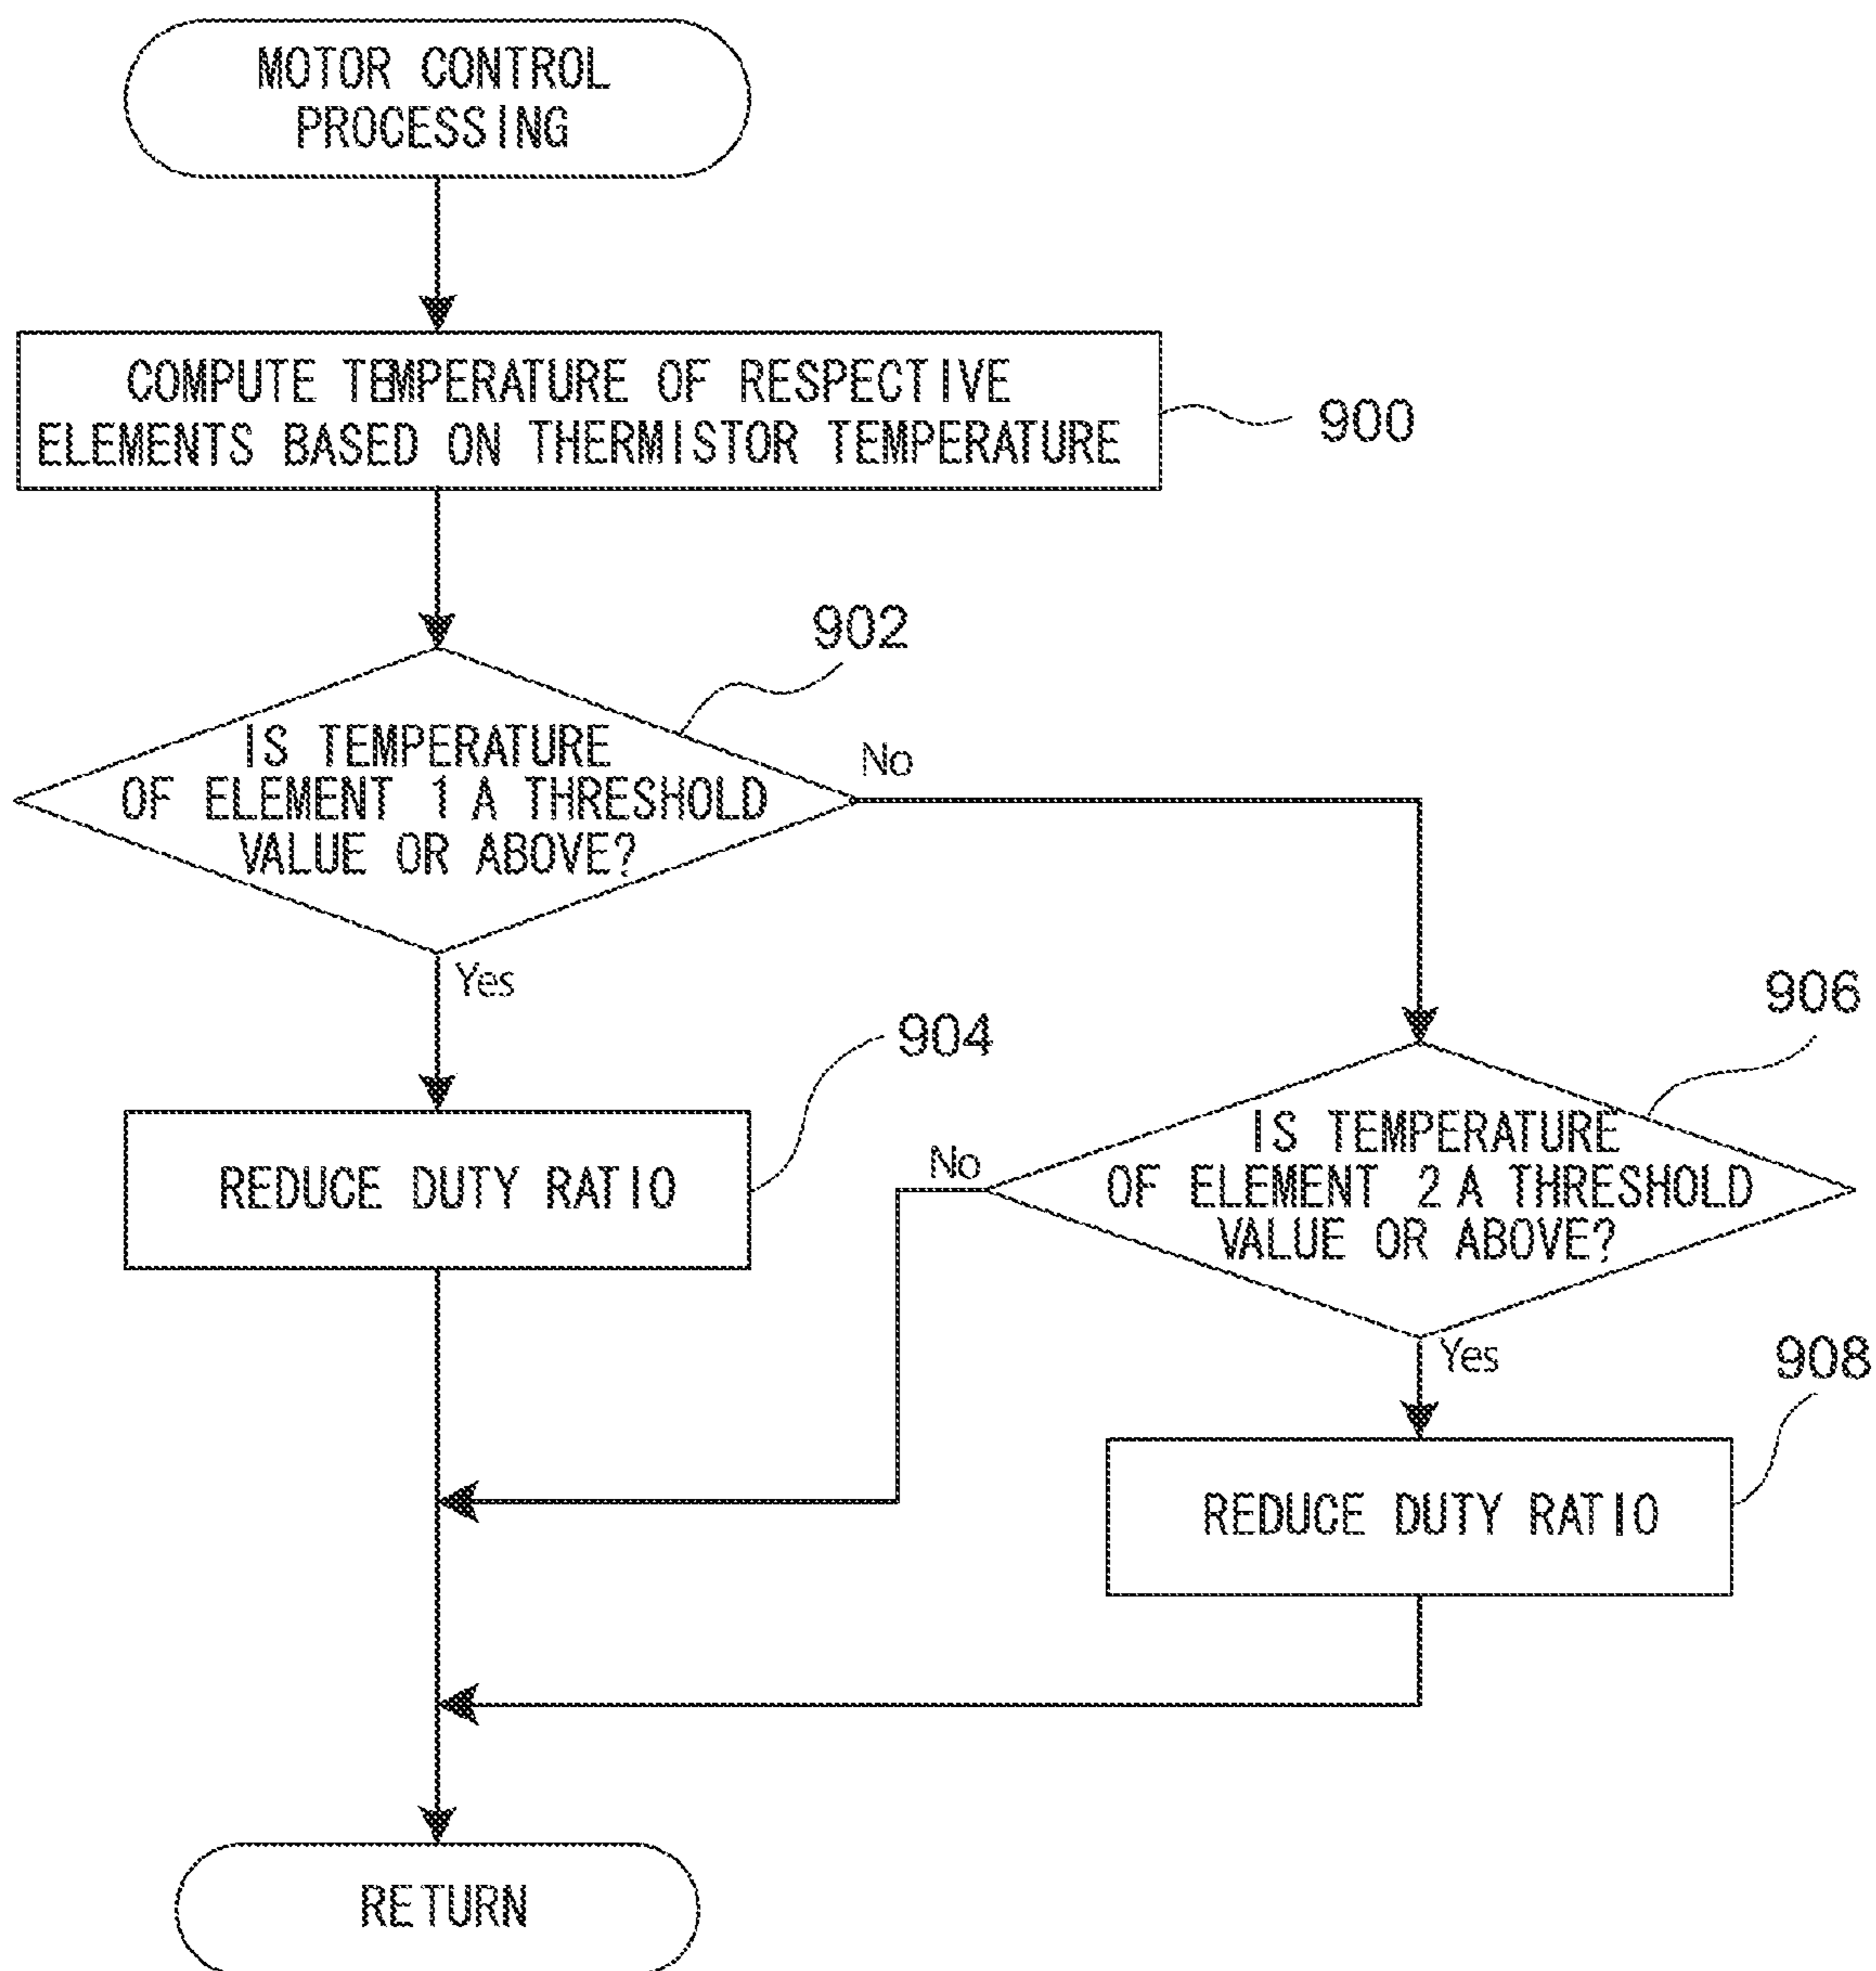 MOTOR CONTROL
PROCESSING
COMPUTE TEMPERATURE OF RESPECTIVE
ELEMENTS BASED ON THERMISTOR TEMPERATURE
900
902
IS TEMPERATURE
OF ELEMENT 1 A THRESHOLD
VALUE OR ABOVE?
No
Yes
904
REDUCE DUTY RATIO
906
IS TEMPERATURE
OF ELEMENT 2 A THRESHOLD
VALUE OR ABOVE?
No
Yes
908
REDUCE DUTY RATIO
RETURN